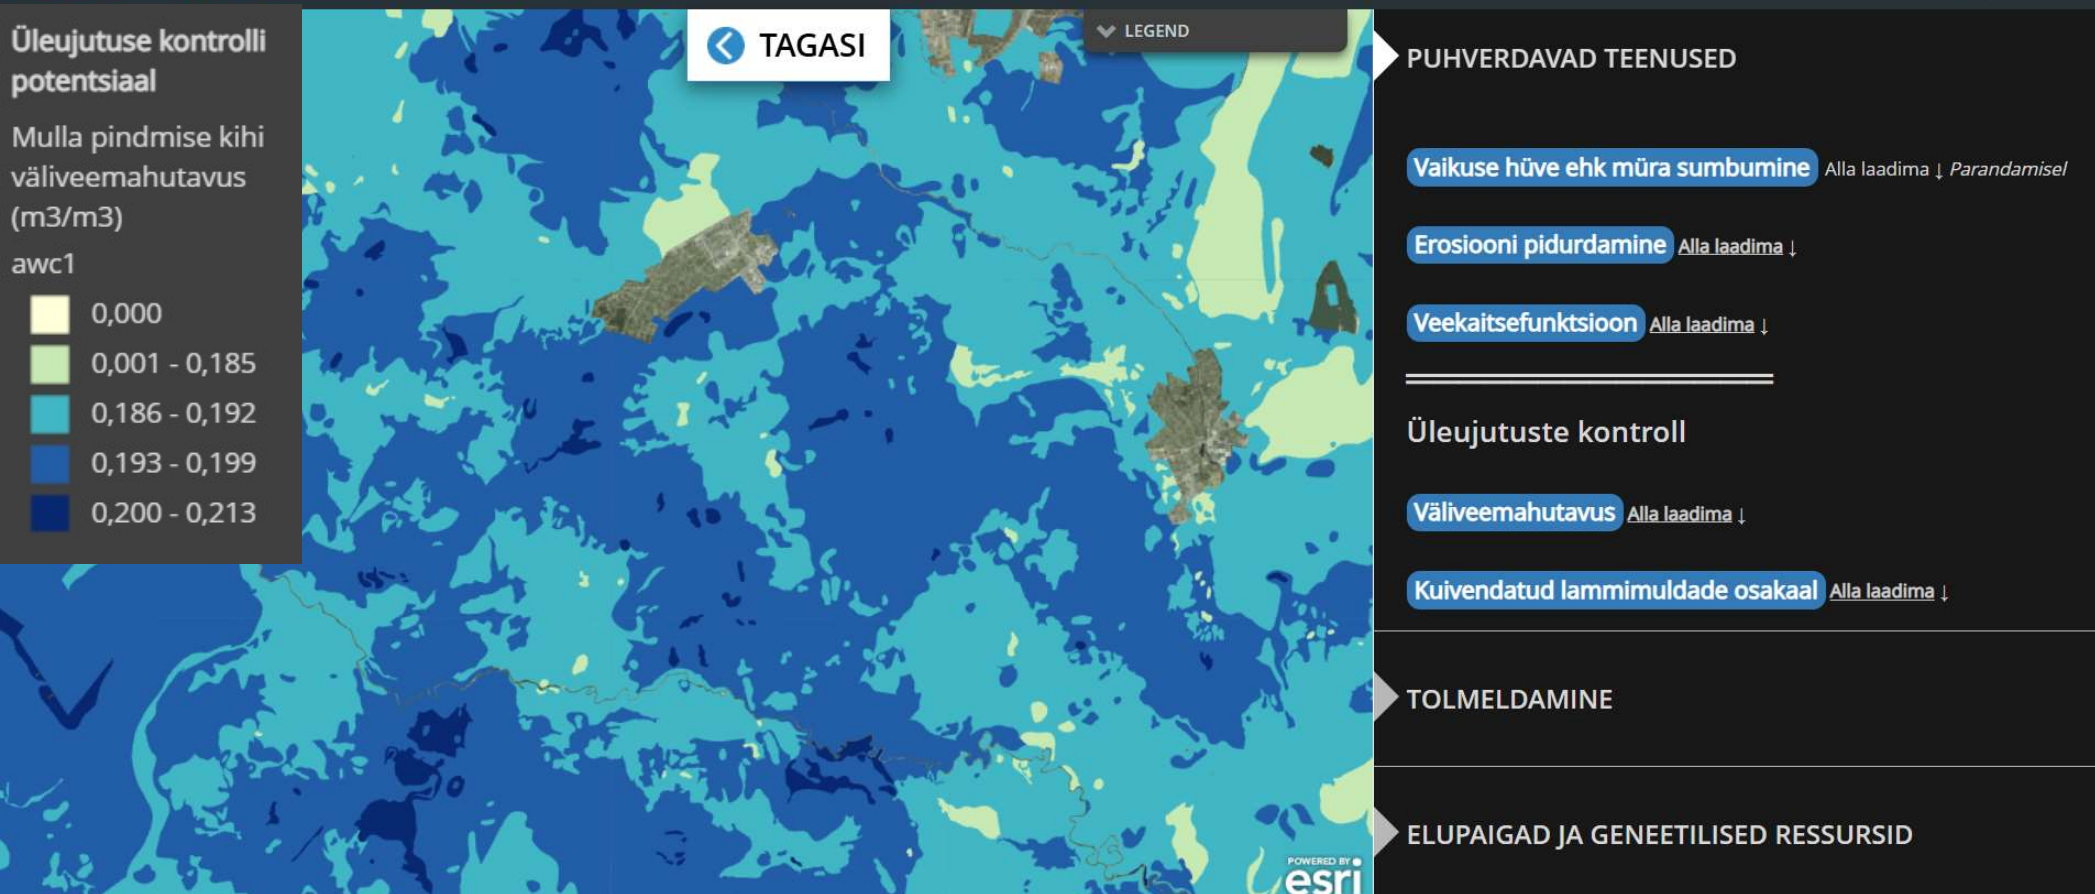 Üleujutuse kontrolli
potentsiaal
Mulla pindmise kihi
väliveemahutavus
(m3/m3)
awc1
0,000
0,001 - 0,185
0,186 - 0,192
0,193 - 0,199
0,200 - 0,213
TAGASI
LEGEND
POWERED BY
esri
PUHVERDAVAD TEENUSED
Vaikuse hüve ehk müra sumbumine Alla laadima ↓ Parandamisel
Erosiooni pidurdamine Alla laadima ↓
Veekaitsefunktsioon Alla laadima ↓
Üleujutuste kontroll
Väliveemahutavus Alla laadima ↓
Kuivendatud lammimuldade osakaal Alla laadima ↓
TOLMELDAMINE
ELUPAIGAD JA GENEETILISED RESSURSID